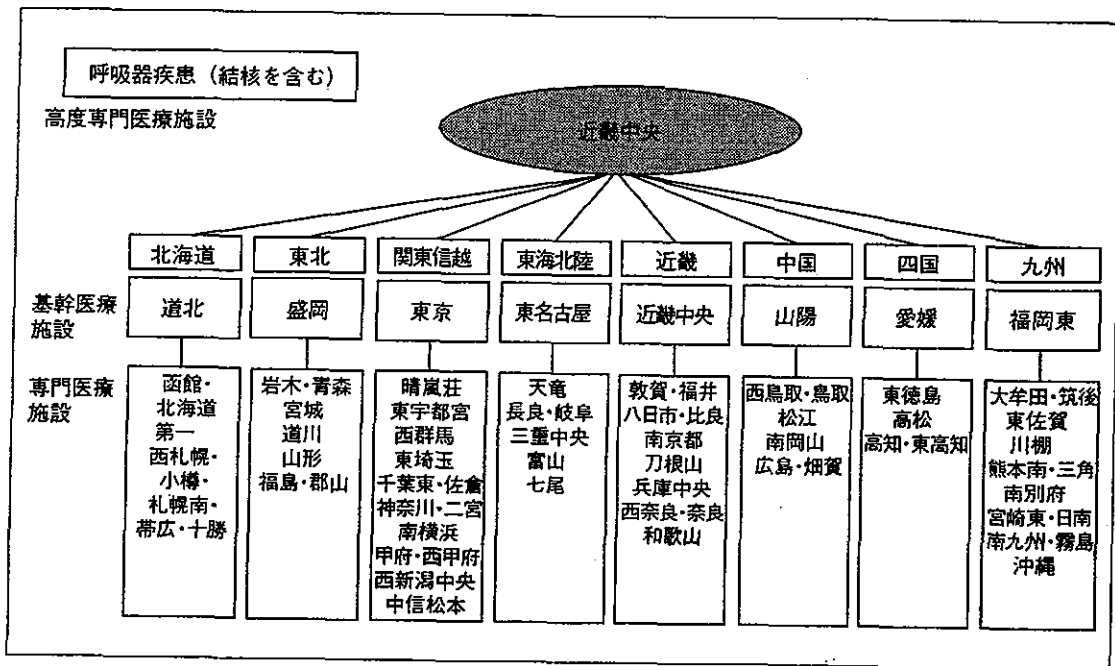 呼吸器疾患（結核を含む）
高度専門医療施設
近畿中央
北海道
東北
関東信越
東海北陸
近畿
中国
四国
九州
基幹医療
施設
道北
盛岡
東京
東名古屋
近畿中央
山陽
愛媛
福岡東
専門医療
施設
函館・
北海道
第一
西札幌・
小樽・
札幌南・
帯広・十勝
岩木・青森
宮城
道川
山形
福島・郡山
晴嵐荘
東宇都宮
西群馬
東埼玉
千葉東・佐倉
神奈川・二宮
南横浜
甲府・西甲府
西新潟中央
中信松本
天竜
長良・岐阜
三重中央
富山
七尾
敦賀・福井
八日市・比良
南京都
刀根山
兵庫中央
西奈良・奈良
和歌山
西鳥取・鳥取
松江
南岡山
広島・畑賀
東徳島
高松
高知・東高知
大牟田・筑後
東佐賀
川棚
熊本南・三角
南別府
宮崎東・日南
南九州・霧島
沖縄